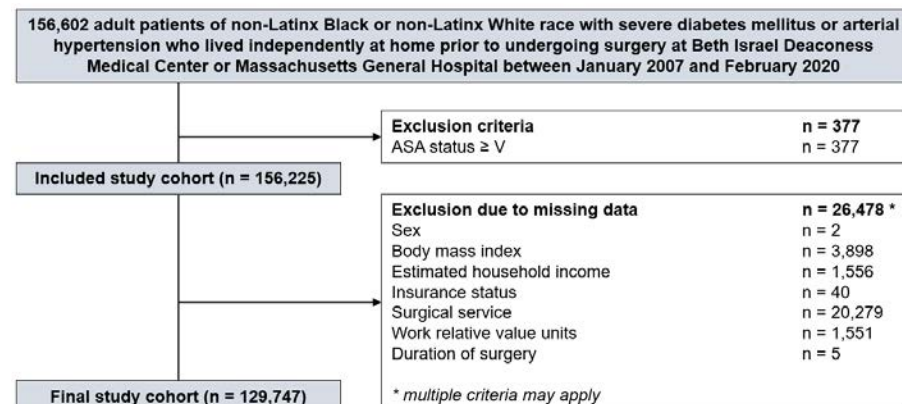 156,602 adult patients of non-Latinx Black or non-Latinx White race with severe diabetes mellitus or arterial
hypertension who lived independently at home prior to undergoing surgery at Beth Israel Deaconess
Medical Center or Massachusetts General Hospital between January 2007 and February 2020
Exclusion criteria n = 377
ASA status ≥ V n = 377
Included study cohort (n = 156,225)
Exclusion due to missing data n = 26,478 *
Sex n = 2
Body mass index n = 3,898
Estimated household income n = 1,556
Insurance status n = 40
Surgical service n = 20,279
Work relative value units n = 1,551
Duration of surgery n = 5
* multiple criteria may apply
Final study cohort (n = 129,747)